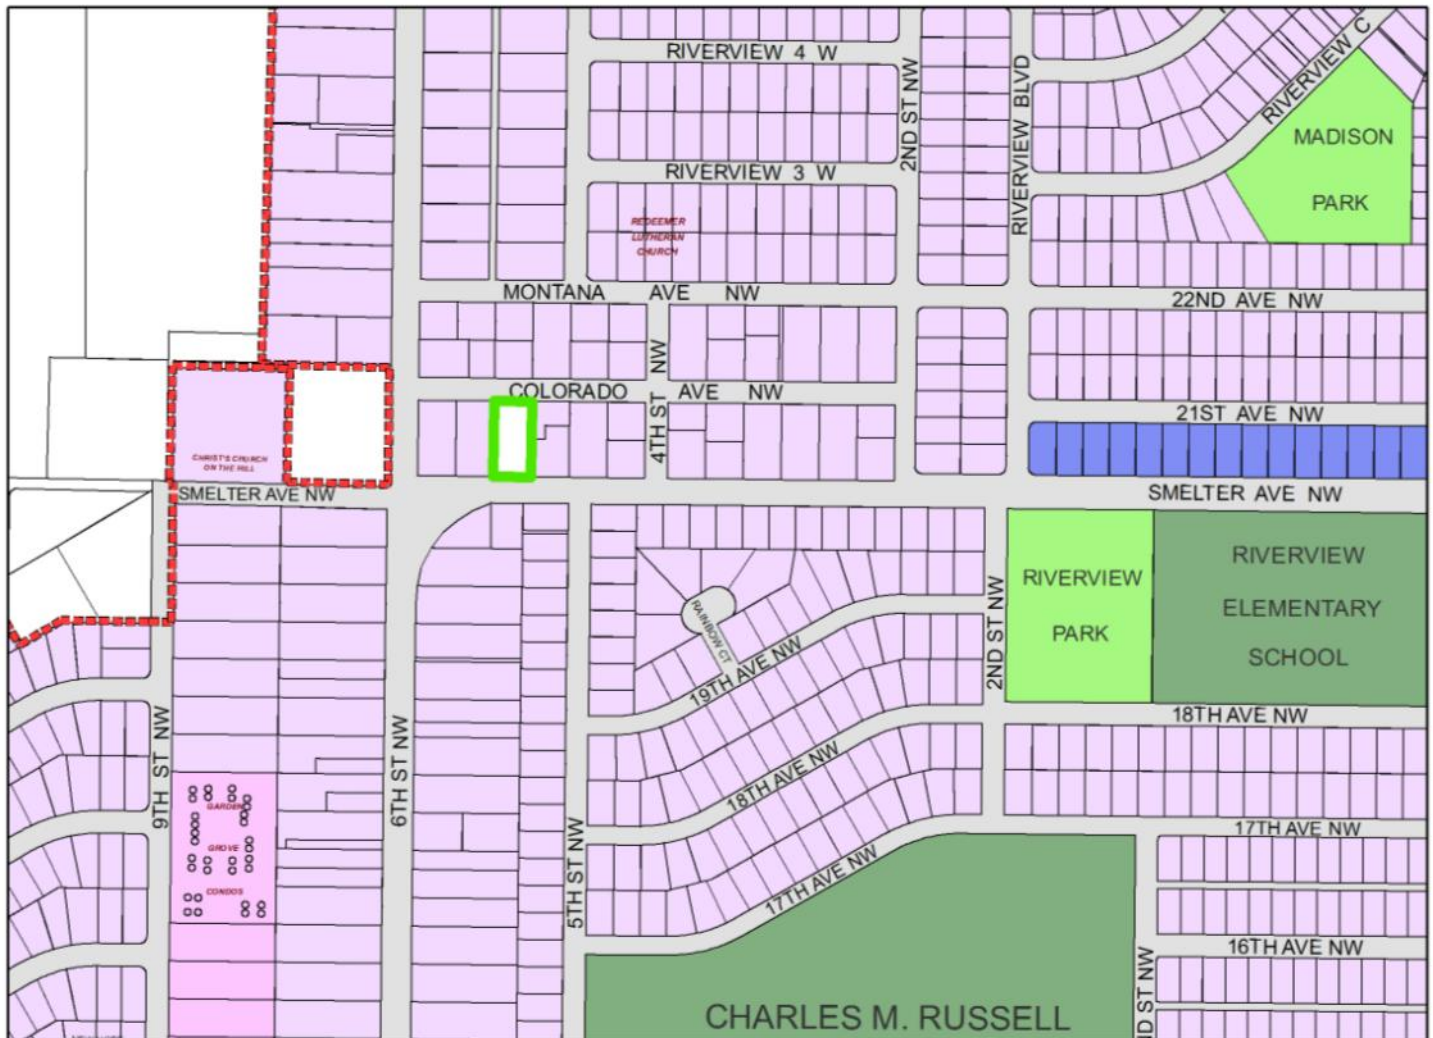 RIVERVIEW 4 W
2ND ST NW
RIVERVIEW BLVD
RIVERVIEW C
MADISON
PARK
RIVERVIEW 3 W
REDEEMER
LUTHERAN
CHURCH
MONTANA AVE NW
22ND AVE NW
4TH ST NW
COLORADO AVE NW
21ST AVE NW
CHRIST'S CHURCH
ON THE HILL
SMELTER AVE NW
SMELTER AVE NW
RIVERVIEW
PARK
RIVERVIEW
ELEMENTARY
SCHOOL
RAINBOW CT
2ND ST NW
19TH AVE NW
18TH AVE NW
9TH ST NW
6TH ST NW
18TH AVE NW
GARDEN
GROVE
CONDOS
5TH ST NW
17TH AVE NW
17TH AVE NW
16TH AVE NW
ND ST NW
CHARLES M. RUSSELL